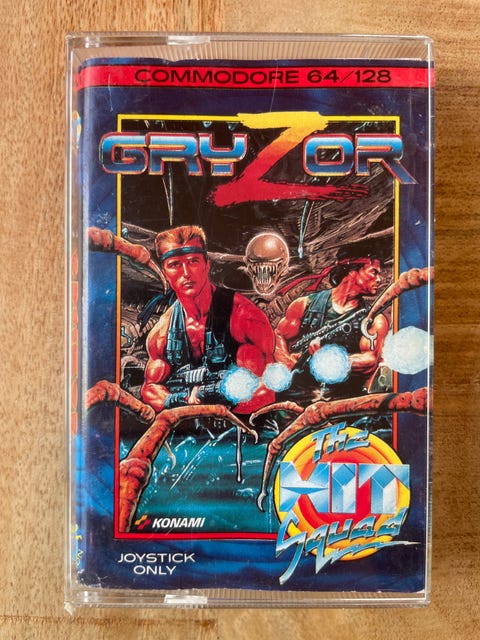 COMMODORE 64/128
GRYZOR
The
HIT
Squad
KONAMI
JOYSTICK
ONLY